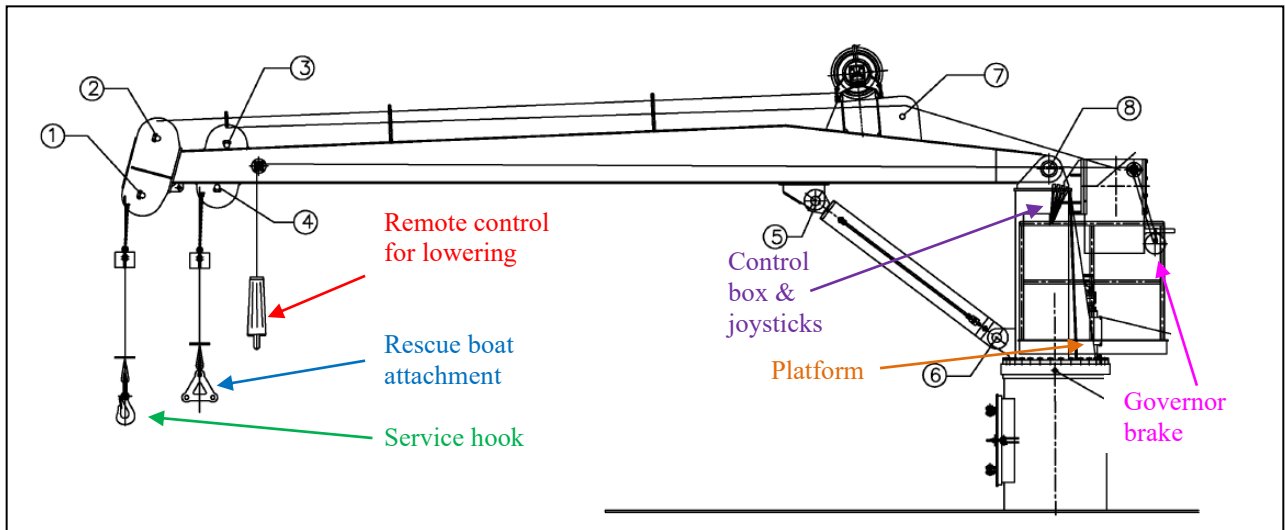 3
2
7
1
8
4
Remote control
for lowering
5
Control
box &
joysticks
Rescue boat
attachment
Platform
6
Governor
brake
Service hook